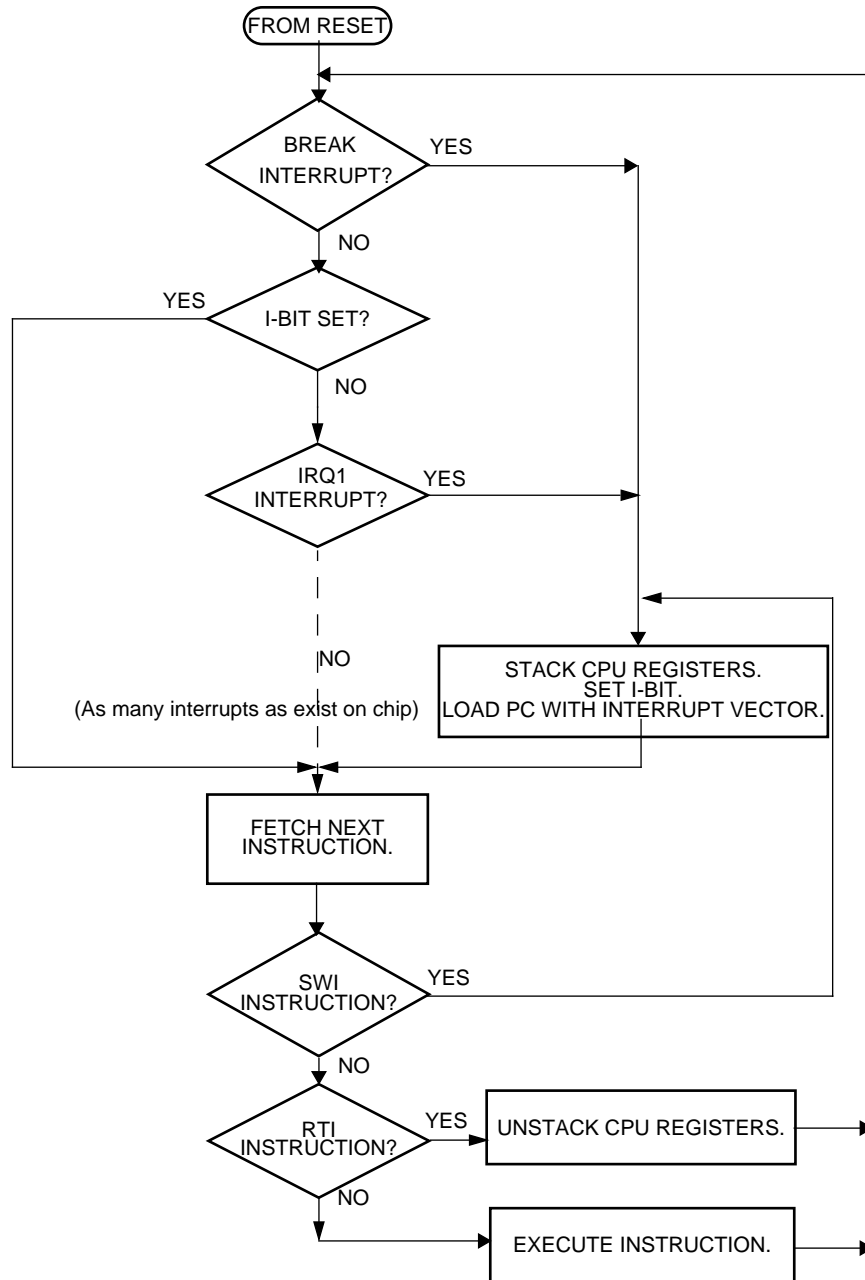 FROM RESET
BREAK
INTERRUPT?
YES
NO
YES
I-BIT SET?
NO
IRQ1
INTERRUPT?
YES
NO
(As many interrupts as exist on chip)
STACK CPU REGISTERS.
SET I-BIT.
LOAD PC WITH INTERRUPT VECTOR.
FETCH NEXT
INSTRUCTION.
SWI
INSTRUCTION?
YES
NO
RTI
INSTRUCTION?
YES
UNSTACK CPU REGISTERS.
NO
EXECUTE INSTRUCTION.